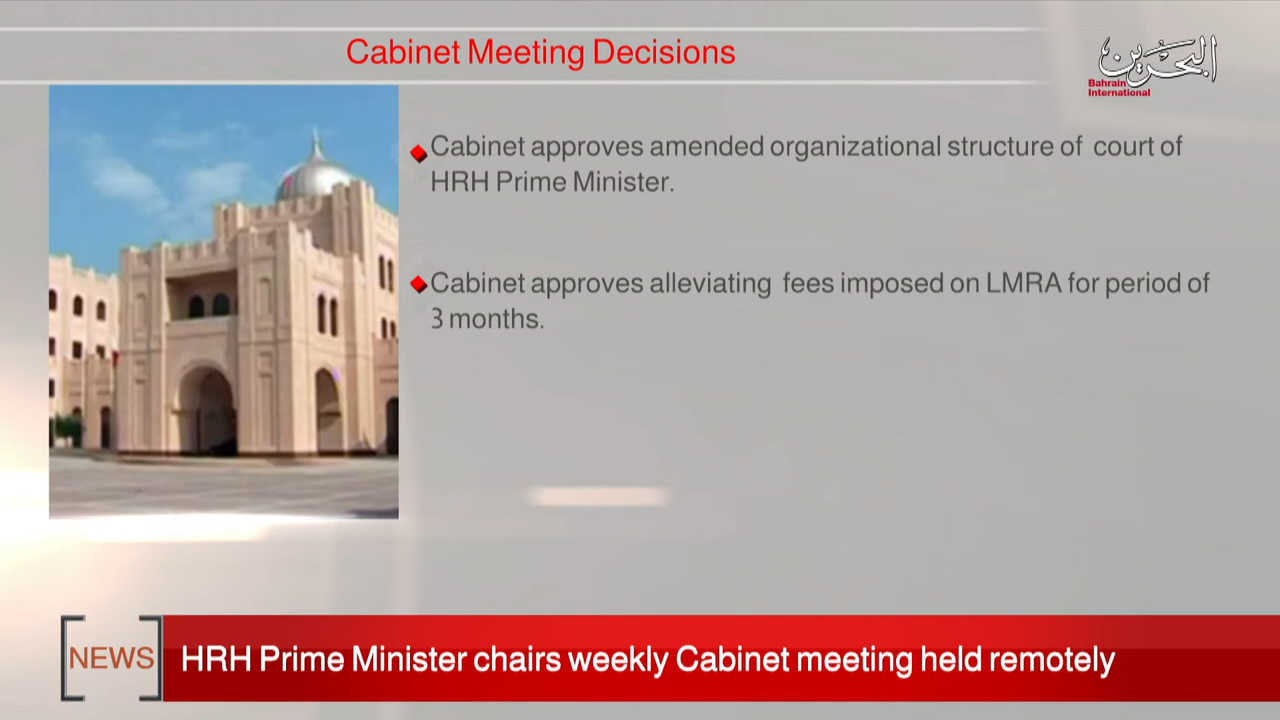 Cabinet Meeting Decisions
البحرين
Bahrain
International
Cabinet approves amended organizational structure of court of
HRH Prime Minister.
Cabinet approves alleviating fees imposed on LMRA for period of
3 months.
NEWS
HRH Prime Minister chairs weekly Cabinet meeting held remotely